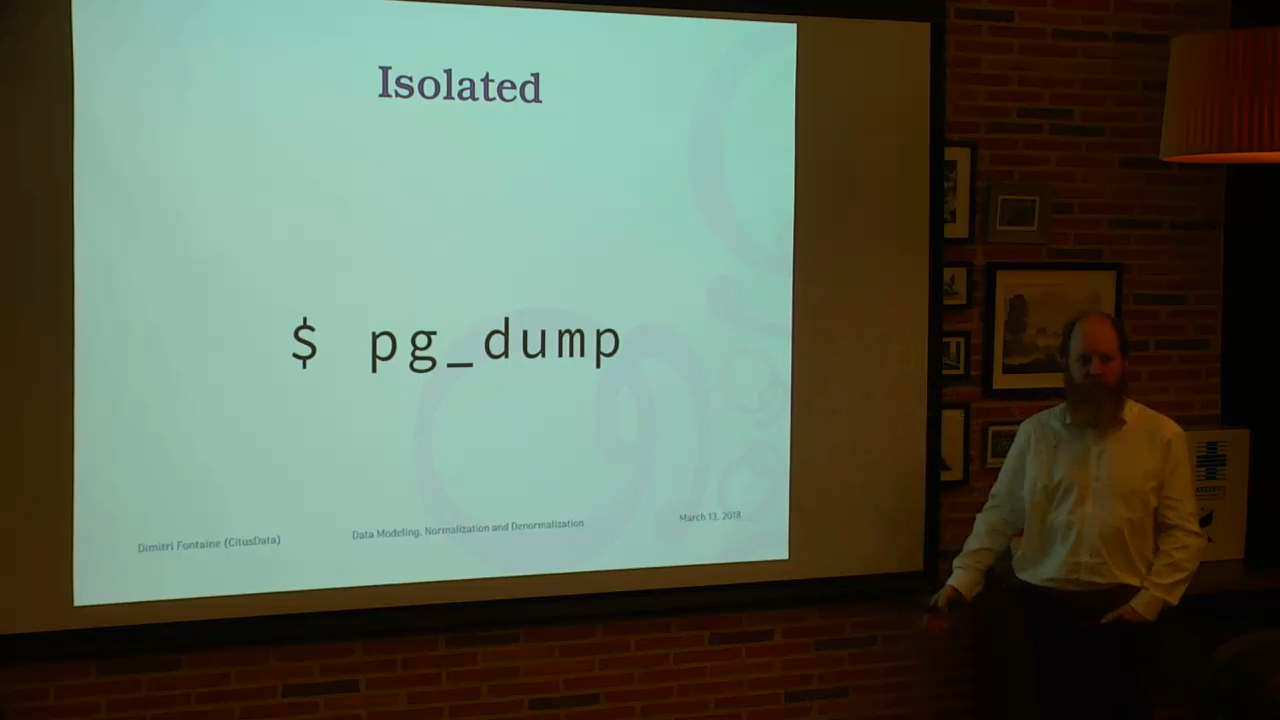 Isolated
$ pg_dump
Dimitri Fontaine (CitusData)
Data Modeling, Normalization and Denormalization
March 13, 2018